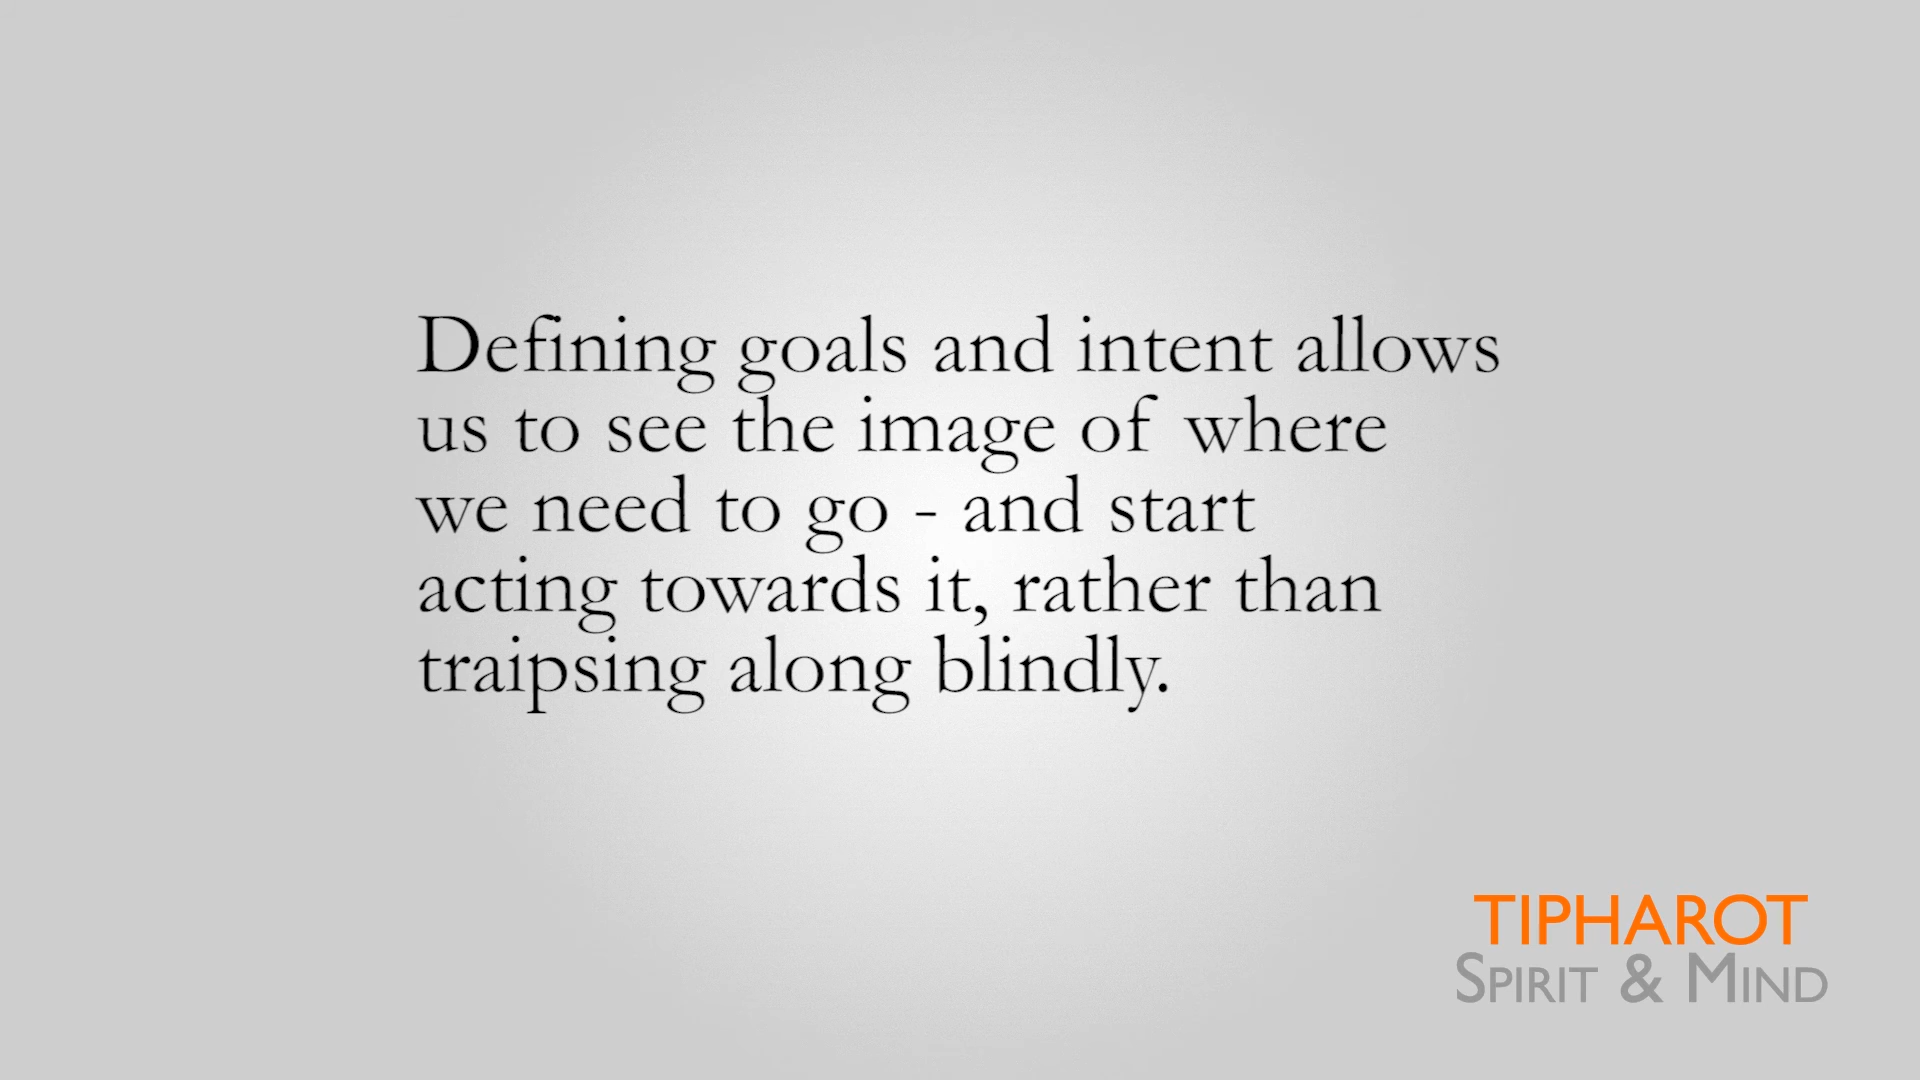 Defining goals and intent allows
us to see the image of where
we need to go - and start
acting towards it, rather than
traipsing along blindly.
TIPHAROT
SPIRIT & MIND